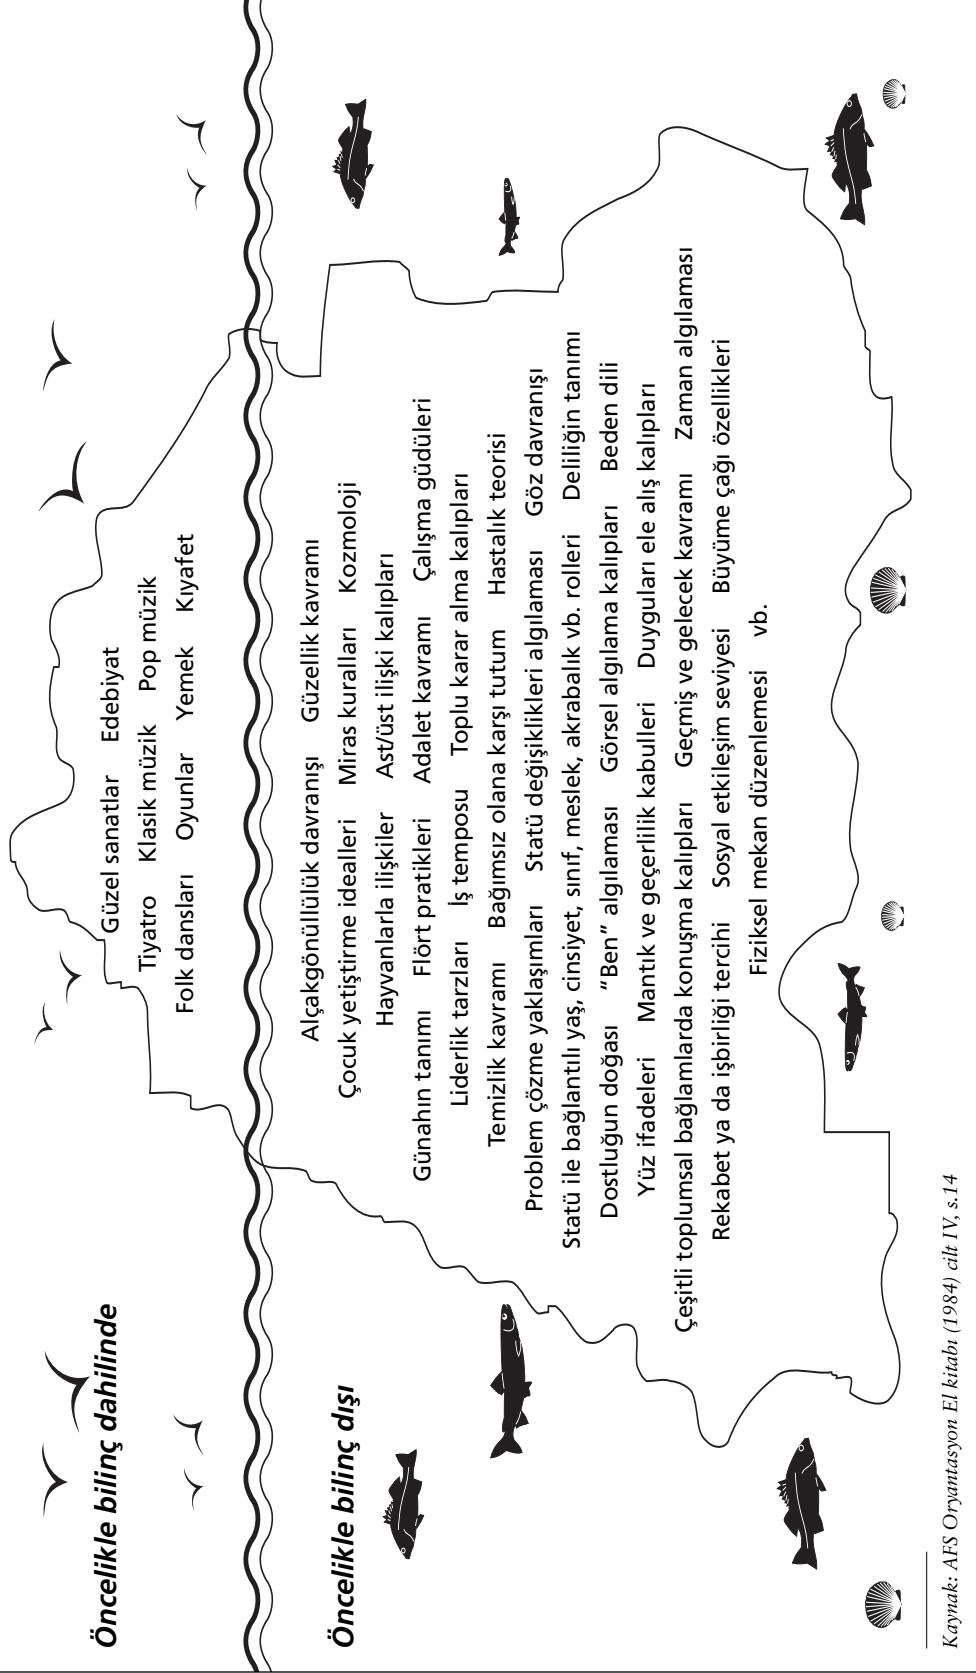 Öncelikle bilinç dahilinde
Güzel sanatlar Edebiyat
Tiyatro Klasik müzik Pop müzik
Folk dansları Oyunlar Yemek Kıyafet
Öncelikle bilinç dışı
Alçakgönüllülük davranışı Güzellik kavramı
Çocuk yetiştirme idealleri Miras kuralları Kozmoloji
Hayvanlarla ilişkiler Ast/üst ilişki kalıpları
Günahın tanımı Flört pratikleri Adalet kavramı Çalışma güdüleri
Liderlik tarzları İş temposu Toplu karar alma kalıpları
Temizlik kavramı Bağımsız olana karşı tutum Hastalık teorisi
Problem çözme yaklaşımları Statü değişiklikleri algılaması Göz davranışı
Statü ile bağlantılı yaş, cinsiyet, sınıf, meslek, akrabalık vb. rolleri Deliliğin tanımı
Dostluğun doğası "Ben" algılaması Görsel algılama kalıpları Beden dili
Yüz ifadeleri Mantık ve geçerlilik kabulleri Duyguları ele alış kalıpları
Çeşitli toplumsal bağlamlarda konuşma kalıpları Geçmiş ve gelecek kavramı Zaman algılaması
Rekabet ya da işbirliği tercihi Sosyal etkileşim seviyesi Büyüme çağı özellikleri
Fiziksel mekan düzenlemesi vb.
Kaynak: AFS Oryantasyon El kitabı (1984) cilt IV, s.14